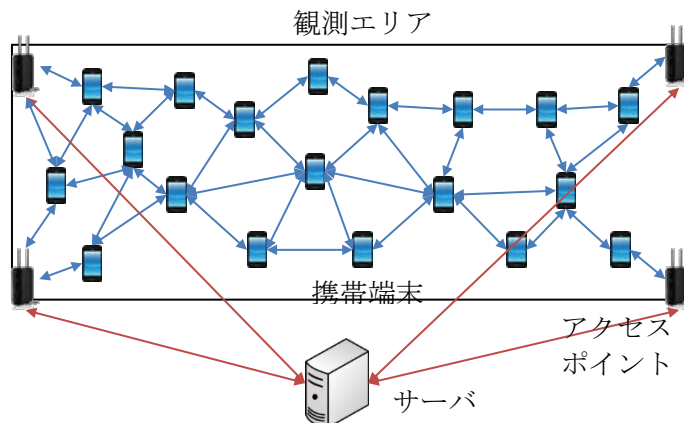 観測エリア
携帯端末
アクセス
ポイント
サーバ